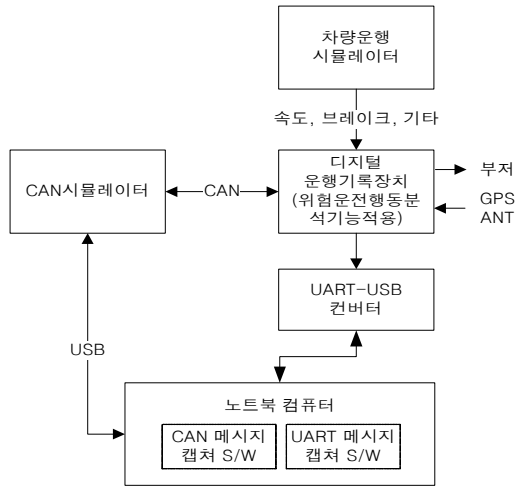 차량운행
시뮬레이터
속도, 브레이크, 기타
CAN시뮬레이터
CAN
디지털
운행기록장치
(위험운전행동분
석기능적용)
부저
GPS
ANT
UART-USB
컨버터
USB
노트북 컴퓨터
CAN 메시지
캡쳐 S/W
UART 메시지
캡쳐 S/W